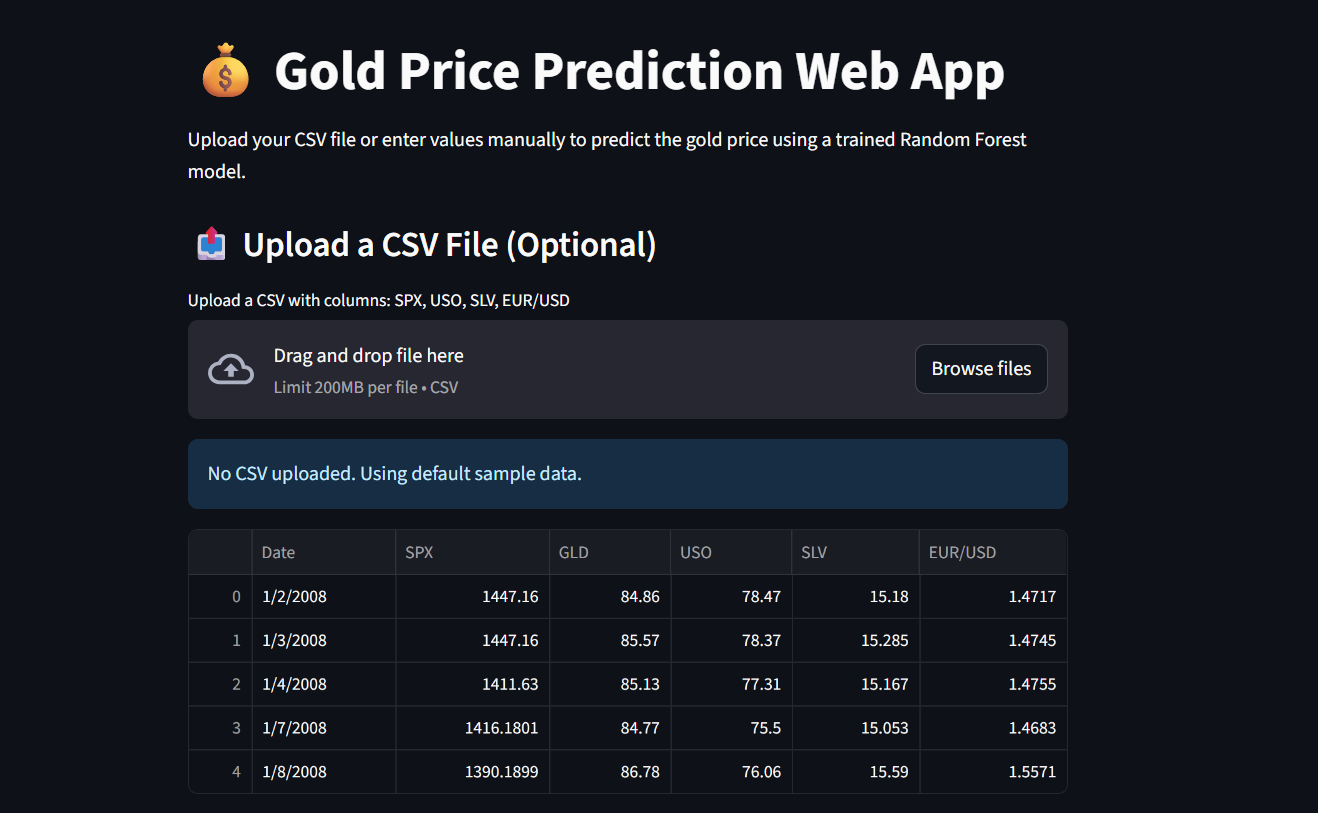 Gold Price Prediction Web App
Upload your CSV file or enter values manually to predict the gold price using a trained Random Forest
model.
Upload a CSV File (Optional)
Upload a CSV with columns: SPX, USO, SLV, EUR/USD
Drag and drop file here
Limit 200MB per file • CSV
Browse files
No CSV uploaded. Using default sample data.
Date SPX GLD USO SLV EUR/USD
0 1/2/2008 1447.16 84.86 78.47 15.18 1.4717
1 1/3/2008 1447.16 85.57 78.37 15.285 1.4745
2 1/4/2008 1411.63 85.13 77.31 15.167 1.4755
3 1/7/2008 1416.1801 84.77 75.5 15.053 1.4683
4 1/8/2008 1390.1899 86.78 76.06 15.59 1.5571